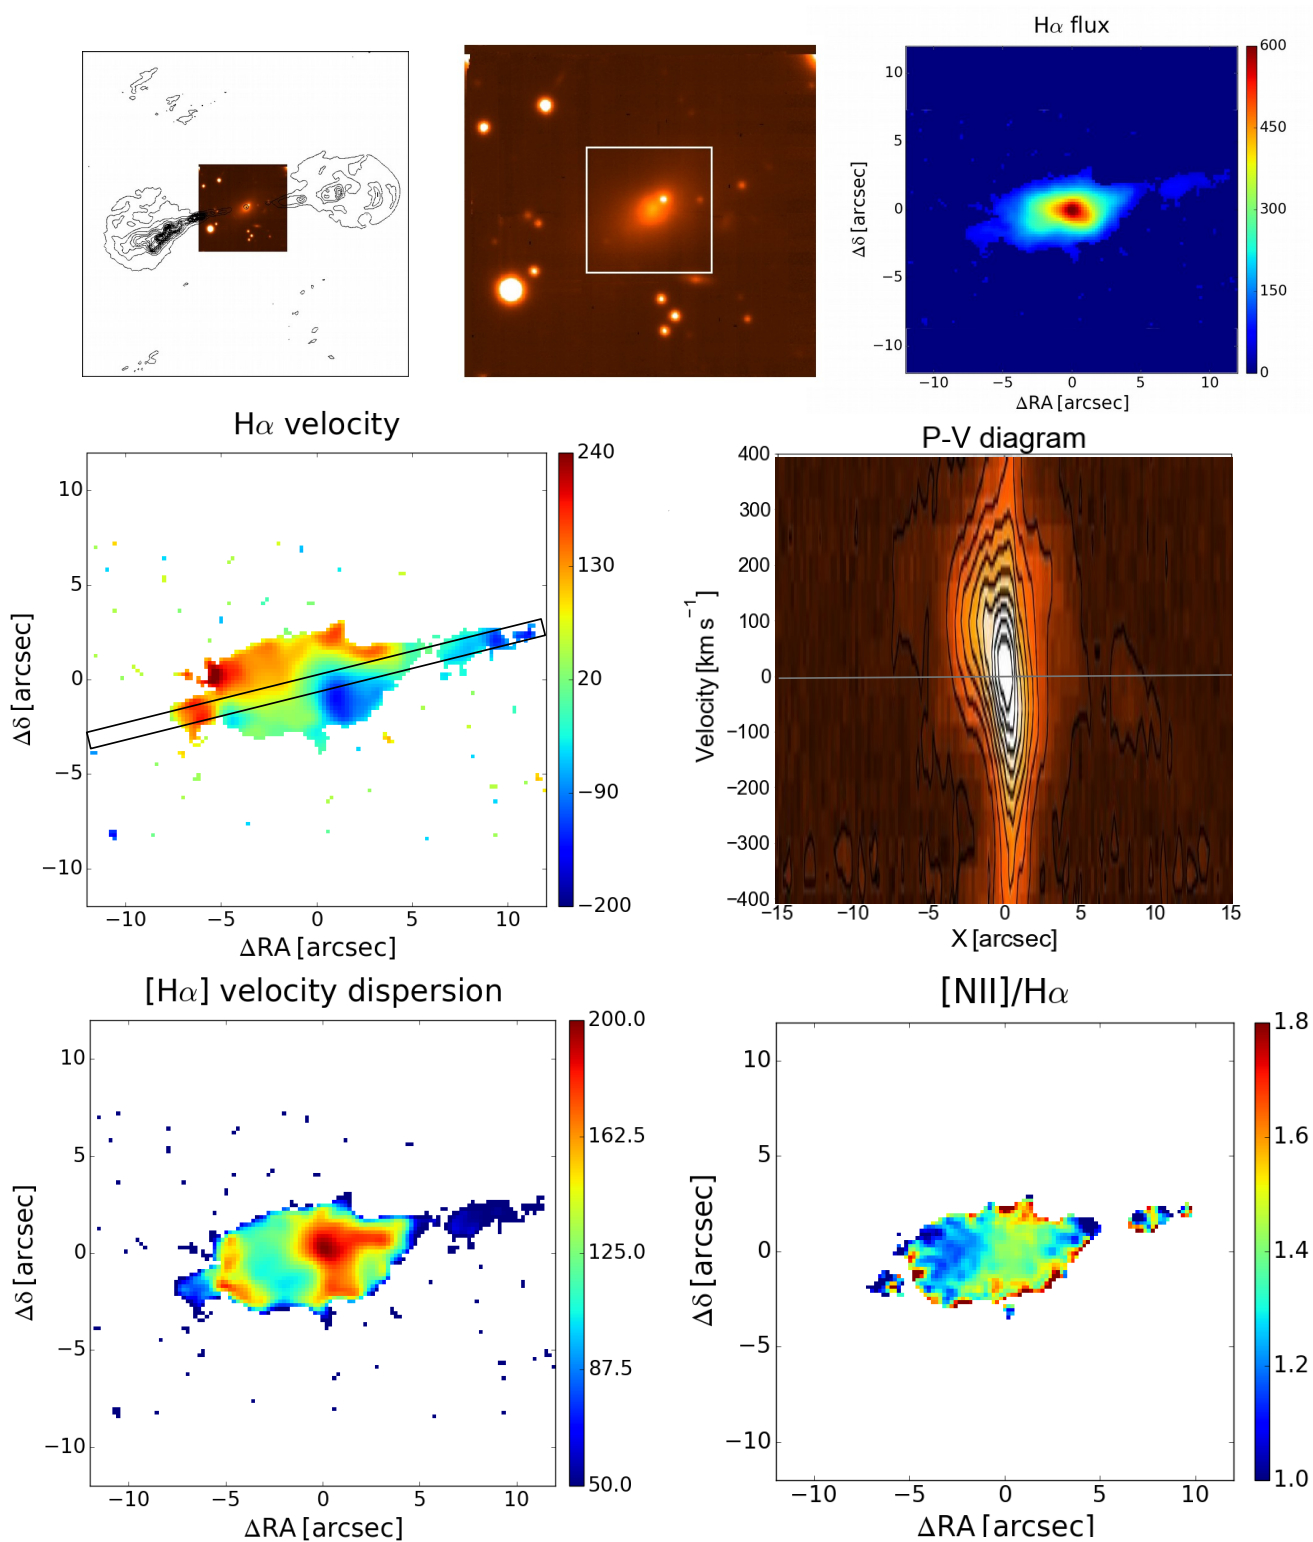 Hα flux
10
5
0
−5
−10
Δδ [arcsec]
−10 −5 0 5 10
ΔRA [arcsec]
600
450
300
150
0
Hα velocity
10
5
0
−5
−10
Δδ [arcsec]
−10 −5 0 5 10
ΔRA [arcsec]
240
130
20
−90
−200
P-V diagram
400
300
200
100
0
−100
−200
−300
−400
Velocity [km s⁻¹]
−15 −10 −5 0 5 10 15
X [arcsec]
[Hα] velocity dispersion
10
5
0
−5
−10
Δδ [arcsec]
−10 −5 0 5 10
ΔRA [arcsec]
200.0
162.5
125.0
87.5
50.0
[NII]/Hα
10
5
0
−5
−10
Δδ [arcsec]
−10 −5 0 5 10
ΔRA [arcsec]
1.8
1.6
1.4
1.2
1.0